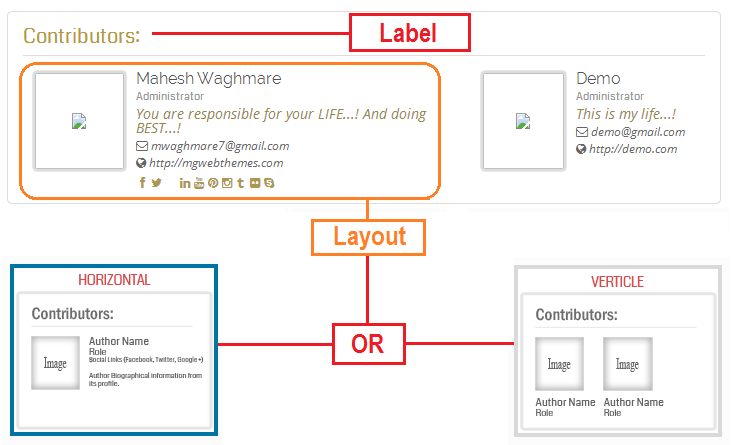 Contributors:
Label
Mahesh Waghmare
Administrator
You are responsible for your LIFE...! And doing
BEST...!
mwaghmare7@gmail.com
http://mgwebthemes.com
Demo
Administrator
This is my life...!
demo@gmail.com
http://demo.com
Layout
HORIZONTAL
Contributors:
Image
Author Name
Role
Social Links (Facebook, Twitter, Google+)
Author Biographical information from
its profile.
OR
VERTICLE
Contributors:
Image
Image
Author Name
Role
Author Name
Role